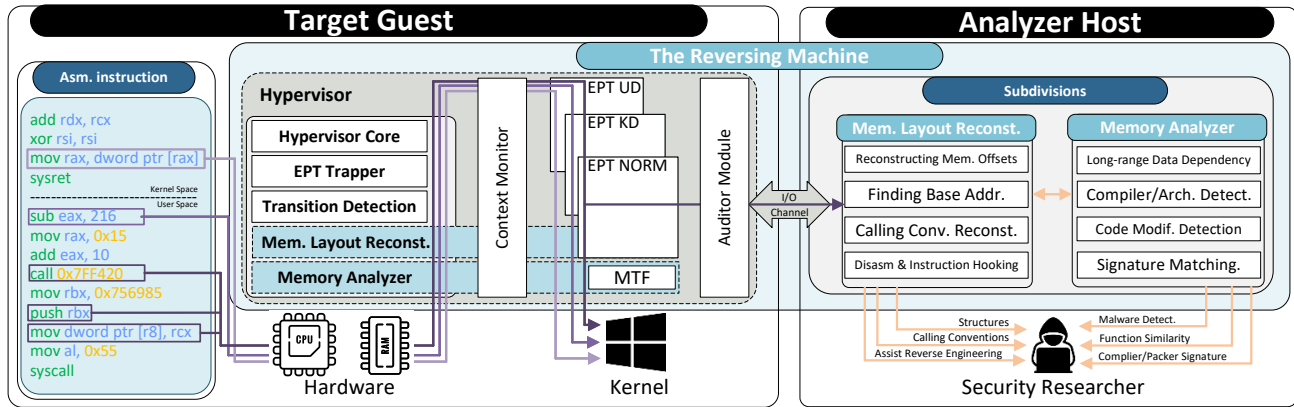 Target Guest
Analyzer Host
The Reversing Machine
Asm. instruction
add rdx, rcx
xor rsi, rsi
mov rax, dword ptr [rax]
sysret
Kernel Space
User Space
sub eax, 216
mov rax, 0x15
add eax, 10
call 0x7FF420
mov rbx, 0x756985
push rbx
mov dword ptr [r8], rcx
mov al, 0x55
syscall
Hypervisor
Hypervisor Core
EPT Trapper
Transition Detection
Mem. Layout Reconst.
Memory Analyzer
Context Monitor
EPT UD
EPT KD
EPT NORM
MTF
Auditor Module
I/O
Channel
CPU
RAM
Hardware
Kernel
Subdivisions
Mem. Layout Reconst.
Reconstructing Mem. Offsets
Finding Base Addr.
Calling Conv. Reconst.
Disasm & Instruction Hooking
Memory Analyzer
Long-range Data Dependency
Compiler/Arch. Detect.
Code Modif. Detection
Signature Matching.
Structures
Calling Conventions
Assist Reverse Engineering
Malware Detect.
Function Similarity
Complier/Packer Signature
Security Researcher